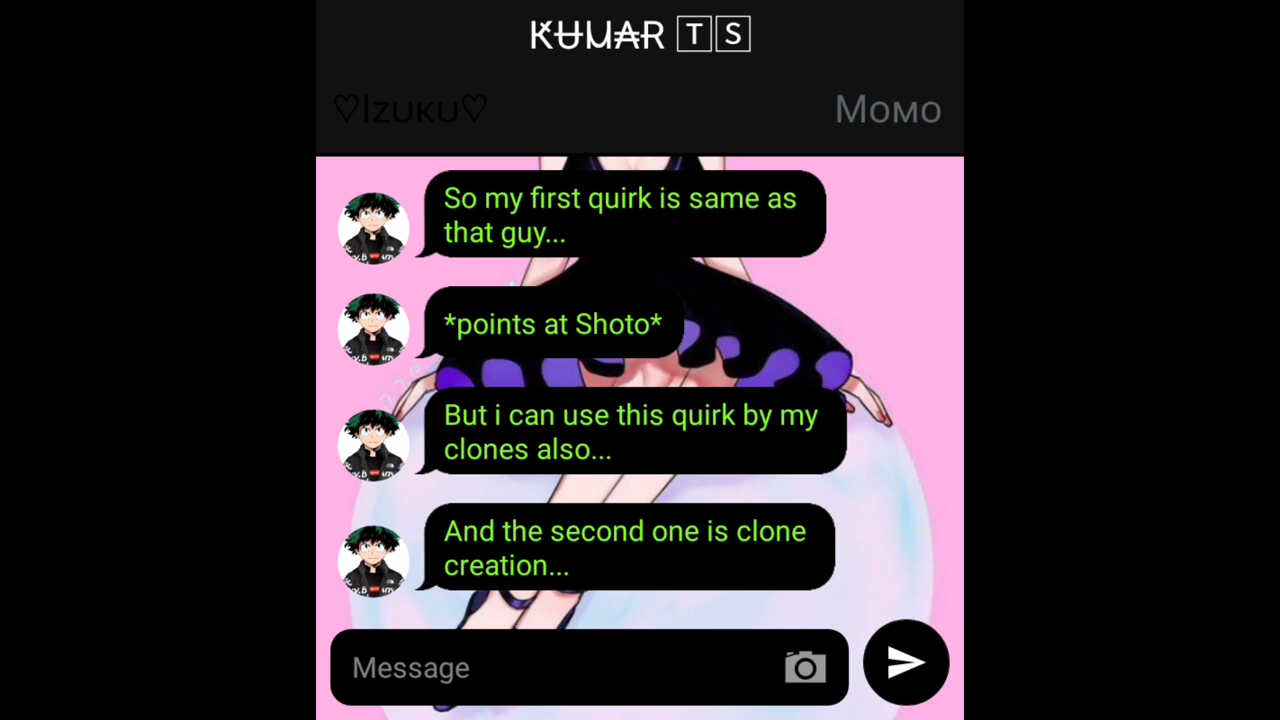 KUMAR 🅃🅂
♡Izuku♡
Momo
So my first quirk is same as
that guy...
*points at Shoto*
But i can use this quirk by my
clones also...
And the second one is clone
creation...
Message